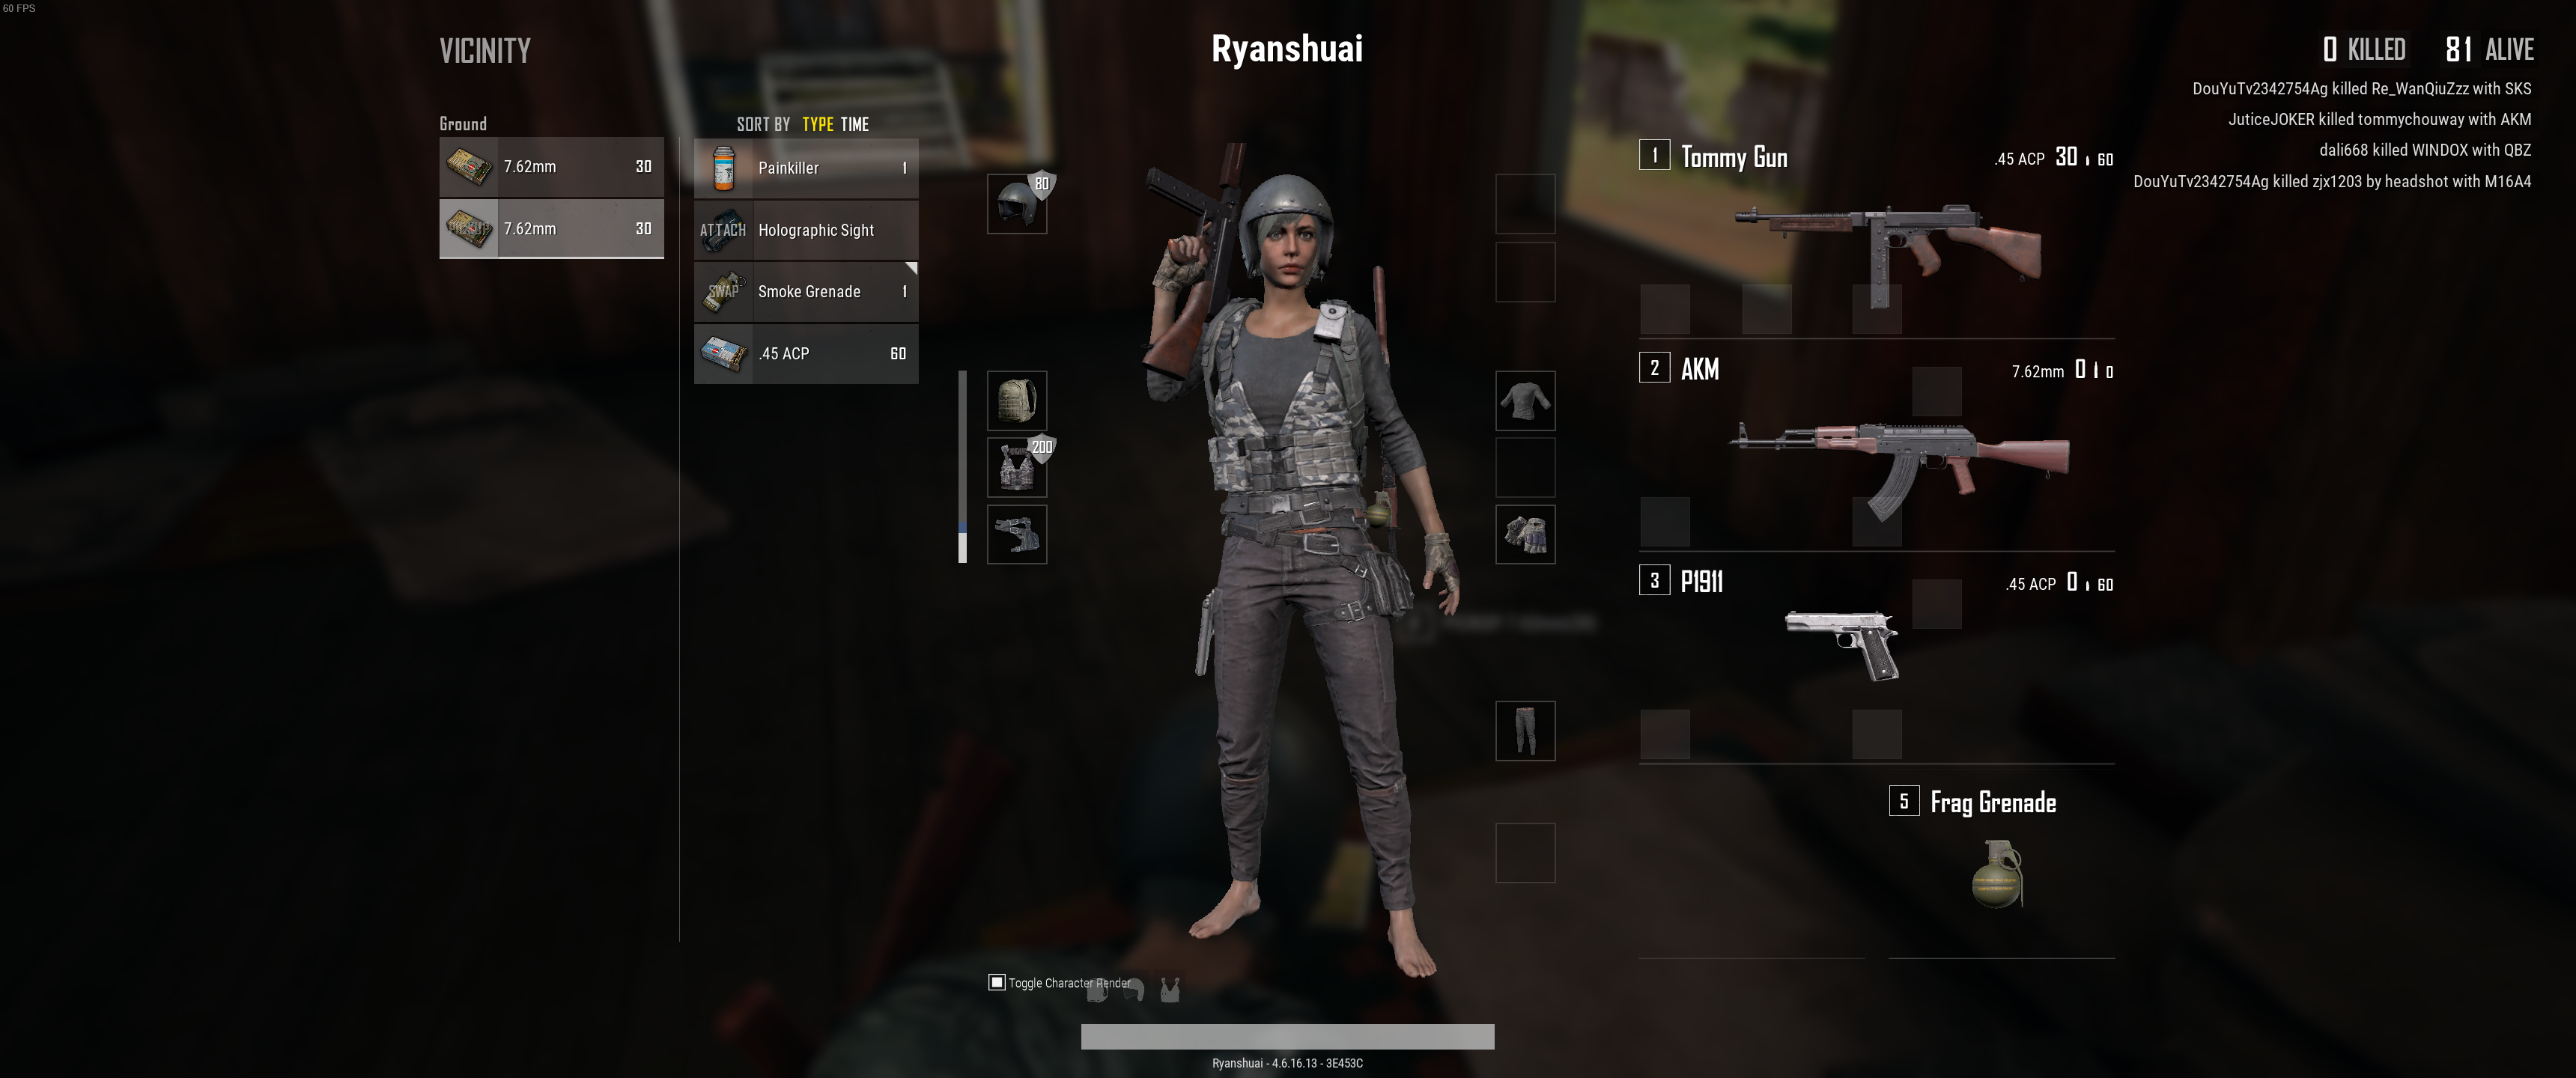 60 FPS
VICINITY
Ryanshuai
0 KILLED 81 ALIVE
DouYuTv2342754Ag killed Re_WanQiuZzz with SKS
JuticeJOKER killed tommychouway with AKM
dali668 killed WINDOX with QBZ
DouYuTv2342754Ag killed zjx1203 by headshot with M16A4
Ground
7.62mm 30
7.62mm 30
SORT BY TYPE TIME
Painkiller 1
ATTACH Holographic Sight
SWAP Smoke Grenade 1
.45 ACP 60
80
200
1 Tommy Gun .45 ACP 30 60
2 AKM 7.62mm 0 0
3 P1911 .45 ACP 0 60
5 Frag Grenade
Toggle Character Render
Ryanshuai - 4.6.16.13 - 3E453C